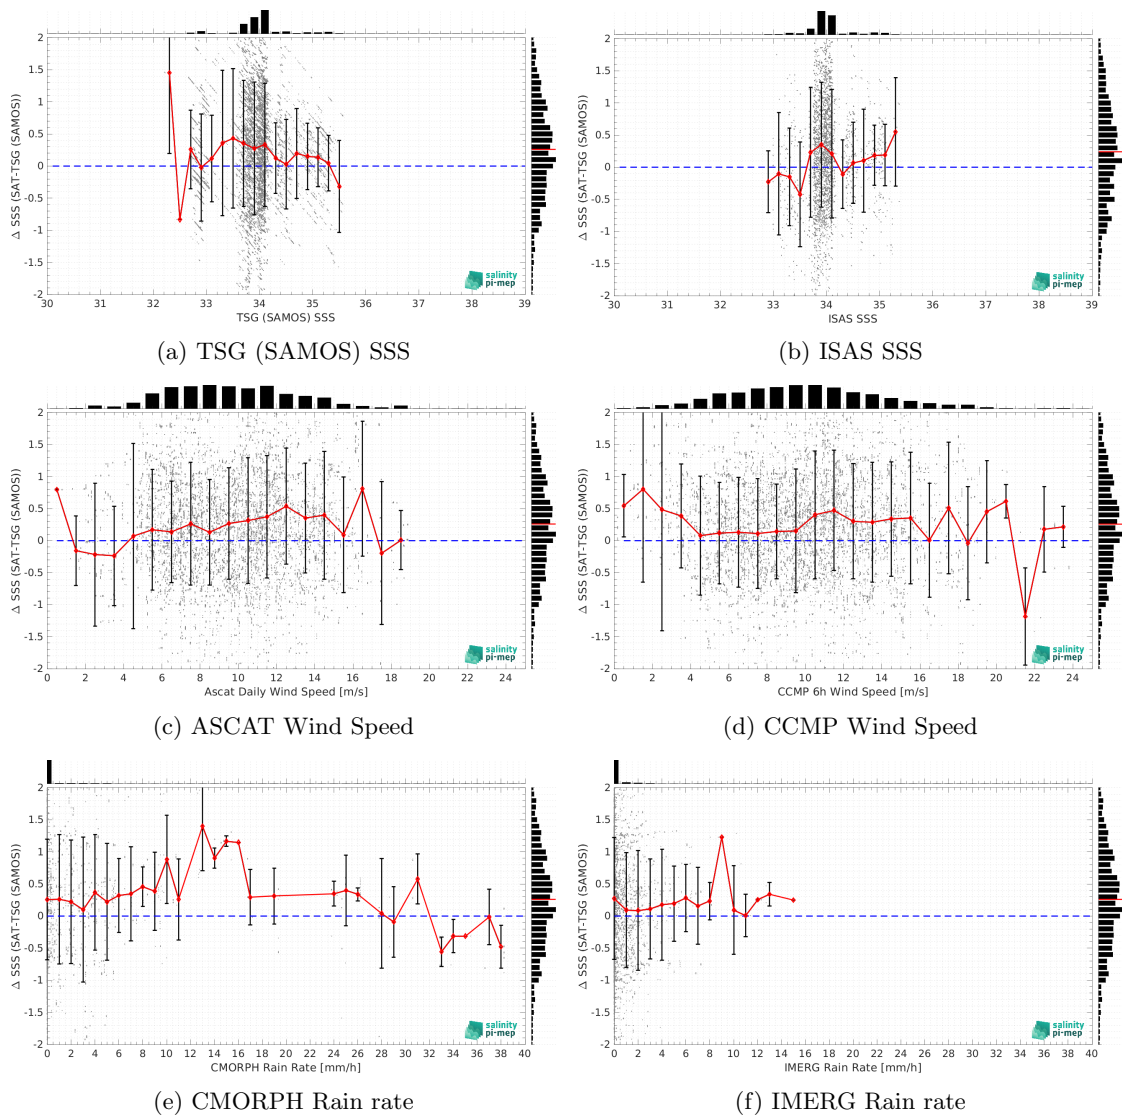 2
1.5
1
0.5
0
-0.5
-1
-1.5
-2
Δ SSS (SAT-TSG (SAMOS))
30 31 32 33 34 35 36 37 38 39
TSG (SAMOS) SSS
salinity
pi-mep
(a) TSG (SAMOS) SSS
2
1.5
1
0.5
0
-0.5
-1
-1.5
-2
Δ SSS (SAT-TSG (SAMOS))
30 31 32 33 34 35 36 37 38 39
ISAS SSS
salinity
pi-mep
(b) ISAS SSS
2
1.5
1
0.5
0
-0.5
-1
-1.5
-2
Δ SSS (SAT-TSG (SAMOS))
0 2 4 6 8 10 12 14 16 18 20 22 24
Ascat Daily Wind Speed [m/s]
salinity
pi-mep
(c) ASCAT Wind Speed
2
1.5
1
0.5
0
-0.5
-1
-1.5
-2
Δ SSS (SAT-TSG (SAMOS))
0 2 4 6 8 10 12 14 16 18 20 22 24
CCMP 6h Wind Speed [m/s]
salinity
pi-mep
(d) CCMP Wind Speed
2
1.5
1
0.5
0
-0.5
-1
-1.5
-2
Δ SSS (SAT-TSG (SAMOS))
0 2 4 6 8 10 12 14 16 18 20 22 24 26 28 30 32 34 36 38 40
CMORPH Rain Rate [mm/h]
salinity
pi-mep
(e) CMORPH Rain rate
2
1.5
1
0.5
0
-0.5
-1
-1.5
-2
Δ SSS (SAT-TSG (SAMOS))
0 2 4 6 8 10 12 14 16 18 20 22 24 26 28 30 32 34 36 38 40
IMERG Rain Rate [mm/h]
salinity
pi-mep
(f) IMERG Rain rate